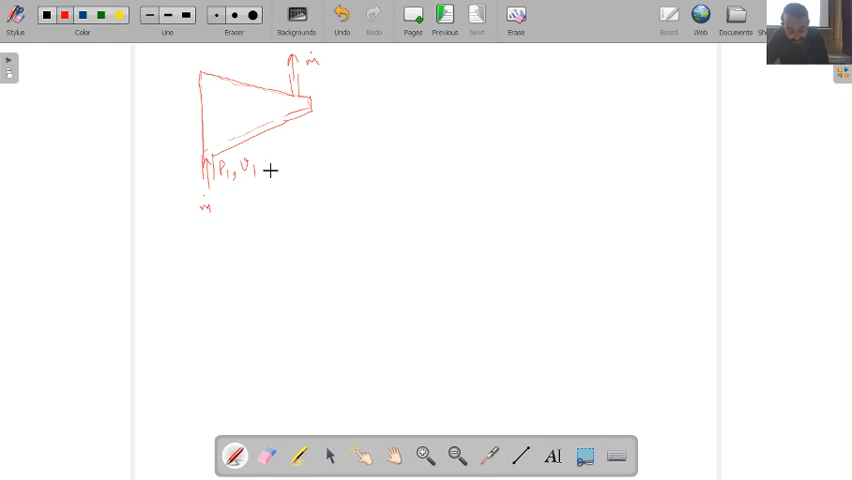 Stylus
Color
Line
Eraser
Backgrounds
Undo
Redo
Pages
Previous
Next
Erase
Board
Web
Documents
ṁ
P₁, v₁
ṁ